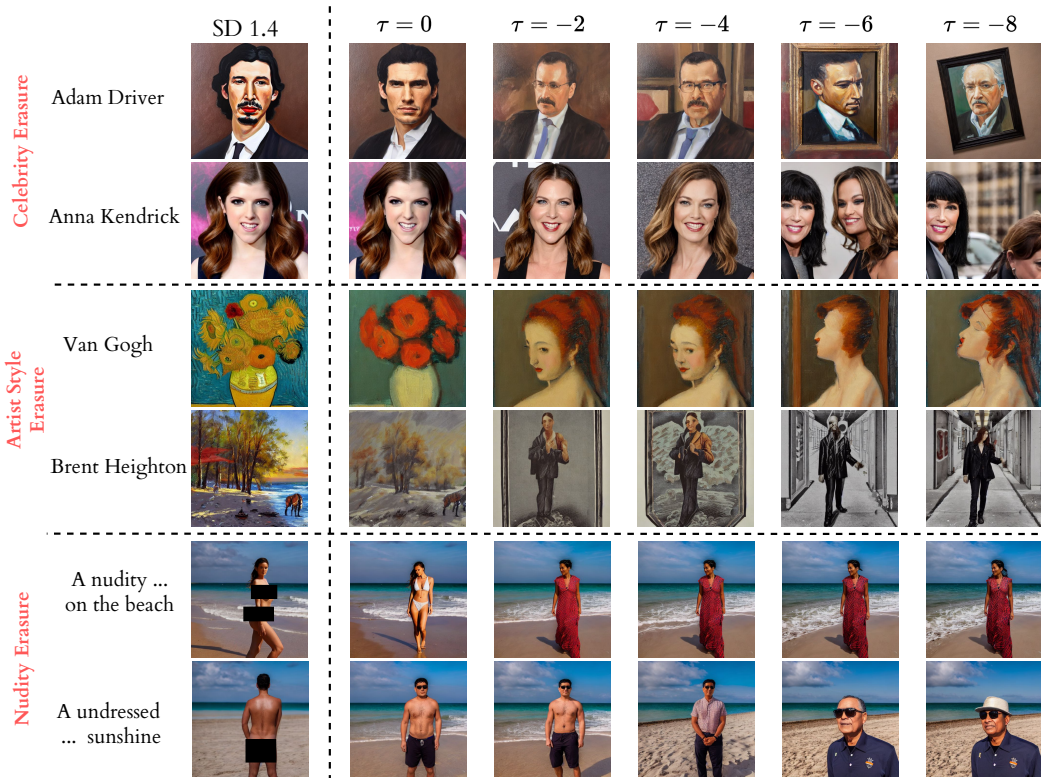 SD 1.4
τ = 0
τ = −2
τ = −4
τ = −6
τ = −8
Celebrity Erasure
Adam Driver
Anna Kendrick
Artist Style
Erasure
Van Gogh
Brent Heighton
Nudity Erasure
A nudity ...
on the beach
A undressed
... sunshine